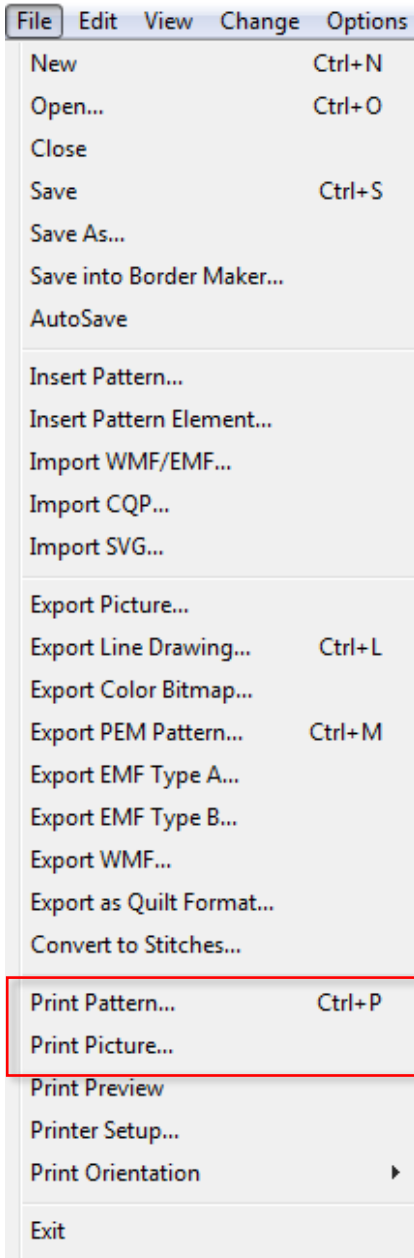 File Edit View Change Options
New Ctrl+N
Open... Ctrl+O
Close
Save Ctrl+S
Save As...
Save into Border Maker...
AutoSave
Insert Pattern...
Insert Pattern Element...
Import WMF/EMF...
Import CQP...
Import SVG...
Export Picture...
Export Line Drawing... Ctrl+L
Export Color Bitmap...
Export PEM Pattern... Ctrl+M
Export EMF Type A...
Export EMF Type B...
Export WMF...
Export as Quilt Format...
Convert to Stitches...
Print Pattern... Ctrl+P
Print Picture...
Print Preview
Printer Setup...
Print Orientation
Exit